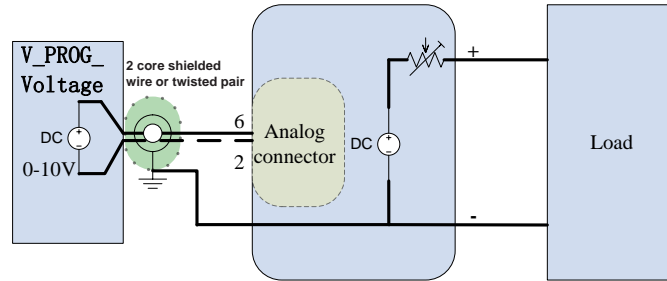 V_PROG_
Voltage
DC
+
-
0-10V
2 core shielded
wire or twisted pair
6
2
Analog
connector
DC
+
-
+
-
Load